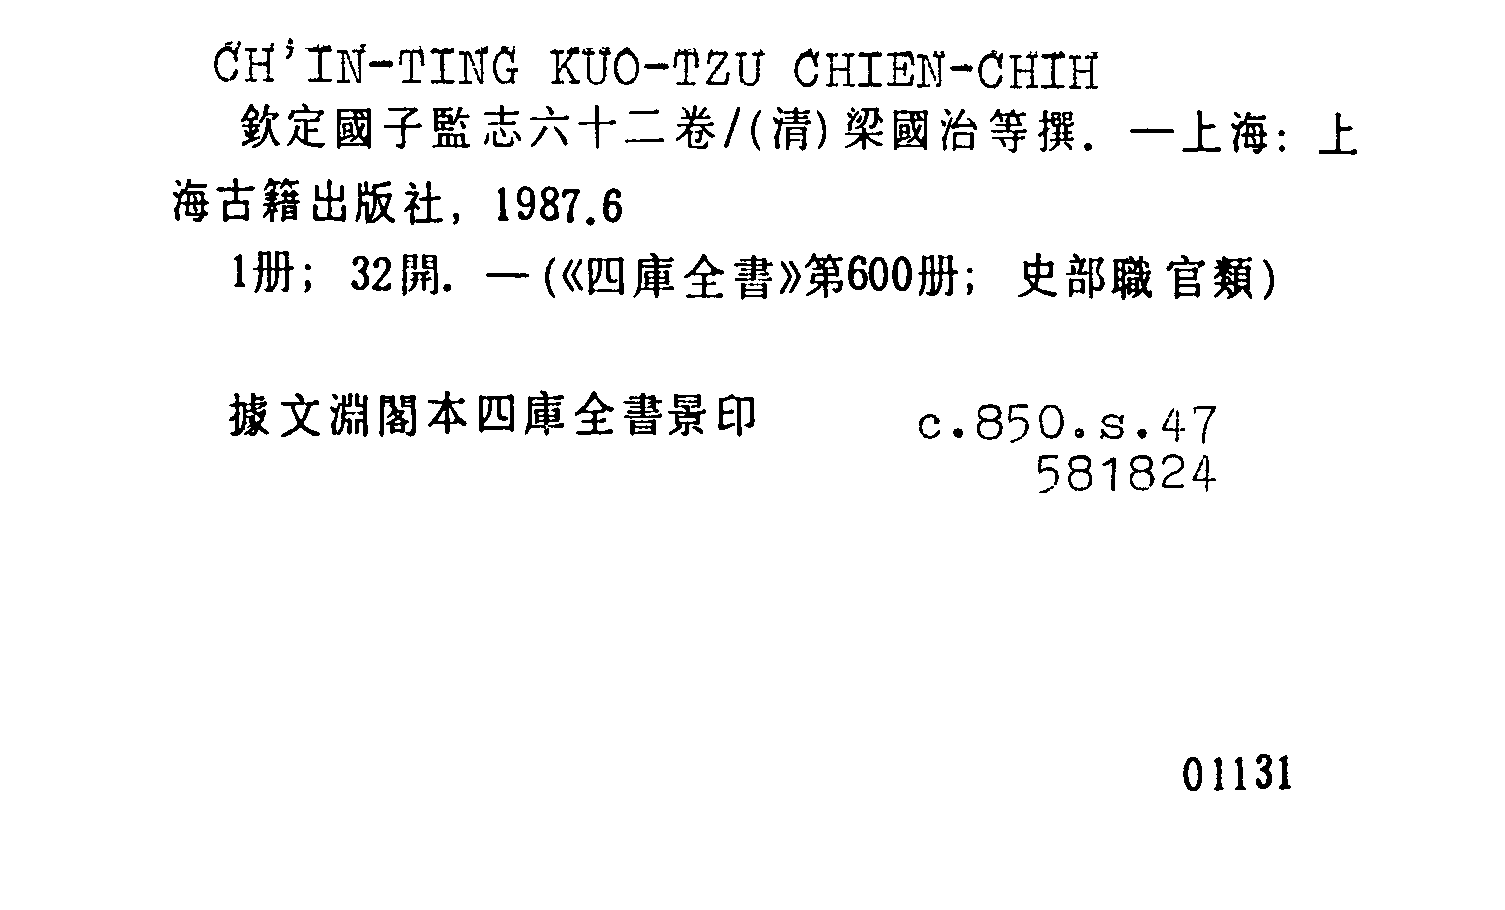 CH'IN-TING KUO-TZU CHIEN-CHIH
欽定國子監志六十二卷/(清)梁國治等撰. —上海: 上
海古籍出版社, 1987.6
1册; 32開. —(《四庫全書》第600册; 史部職官類)
據文淵閣本四庫全書景印 c.850.s.47
581824
01131